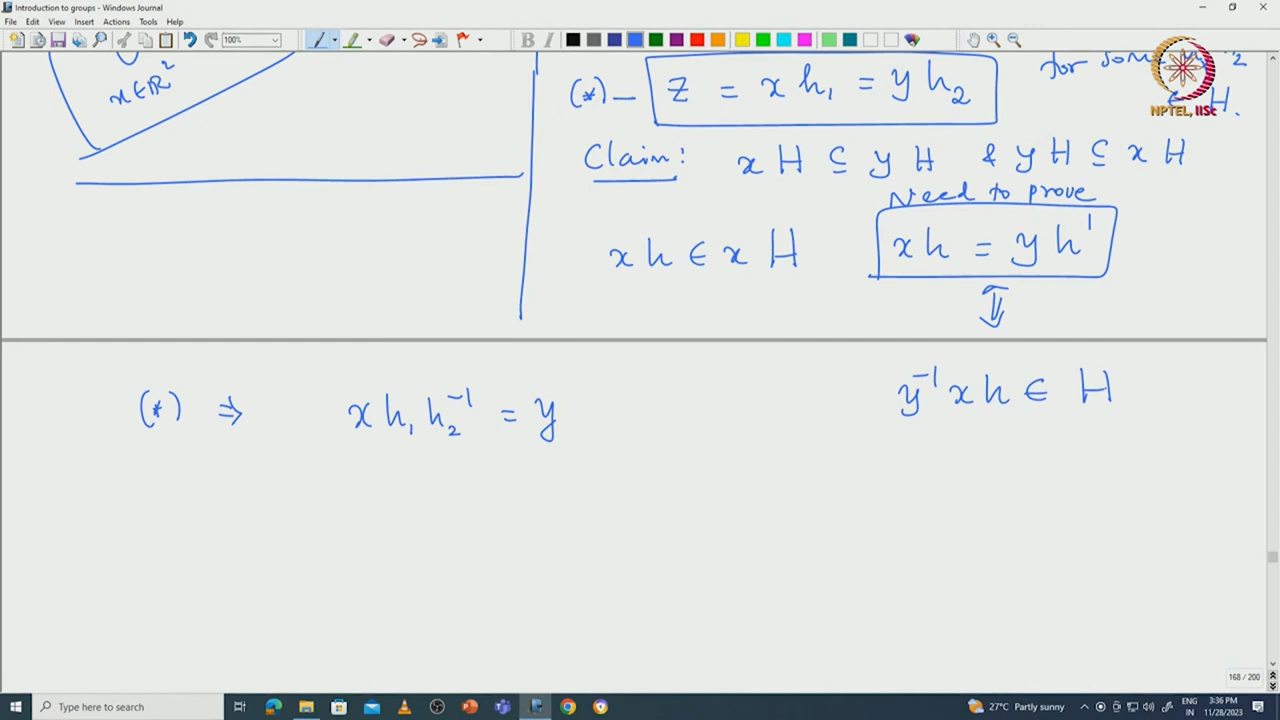 Introduction to groups - Windows Journal
File Edit View Insert Actions Tools Help
100%
B I
x ∈ ℝ²
for some
2
∈ H.
NPTEL, IISc
(*) — z = x h₁ = y h₂
Claim: x H ⊆ y H & y H ⊆ x H
Need to prove
x h ∈ x H x h = y h'
⇕
(*) ⇒ x h₁ h₂⁻¹ = y
y⁻¹ x h ∈ H
168 / 200
Type here to search
27°C Partly sunny
ENG
IN
3:36 PM
11/28/2023